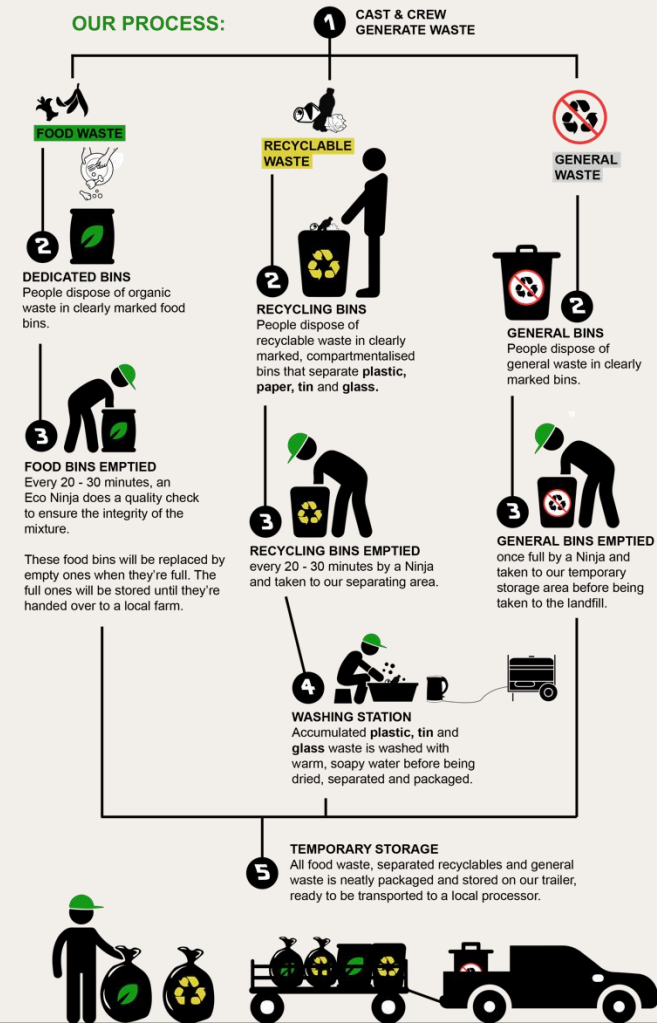 OUR PROCESS:
1
CAST & CREW
GENERATE WASTE
FOOD WASTE
2
DEDICATED BINS
People dispose of organic
waste in clearly marked food
bins.
3
FOOD BINS EMPTIED
Every 20 - 30 minutes, an
Eco Ninja does a quality check
to ensure the integrity of the
mixture.
These food bins will be replaced by
empty ones when they're full. The
full ones will be stored until they're
handed over to a local farm.
RECYCLABLE
WASTE
2
RECYCLING BINS
People dispose of
recyclable waste in clearly
marked, compartmentalised
bins that separate plastic,
paper, tin and glass.
3
RECYCLING BINS EMPTIED
every 20 - 30 minutes by a Ninja
and taken to our separating area.
4
WASHING STATION
Accumulated plastic, tin and
glass waste is washed with
warm, soapy water before being
dried, separated and packaged.
GENERAL
WASTE
2
GENERAL BINS
People dispose of
general waste in clearly
marked bins.
3
GENERAL BINS EMPTIED
once full by a Ninja and
taken to our temporary
storage area before being
taken to the landfill.
5
TEMPORARY STORAGE
All food waste, separated recyclables and general
waste is neatly packaged and stored on our trailer,
ready to be transported to a local processor.